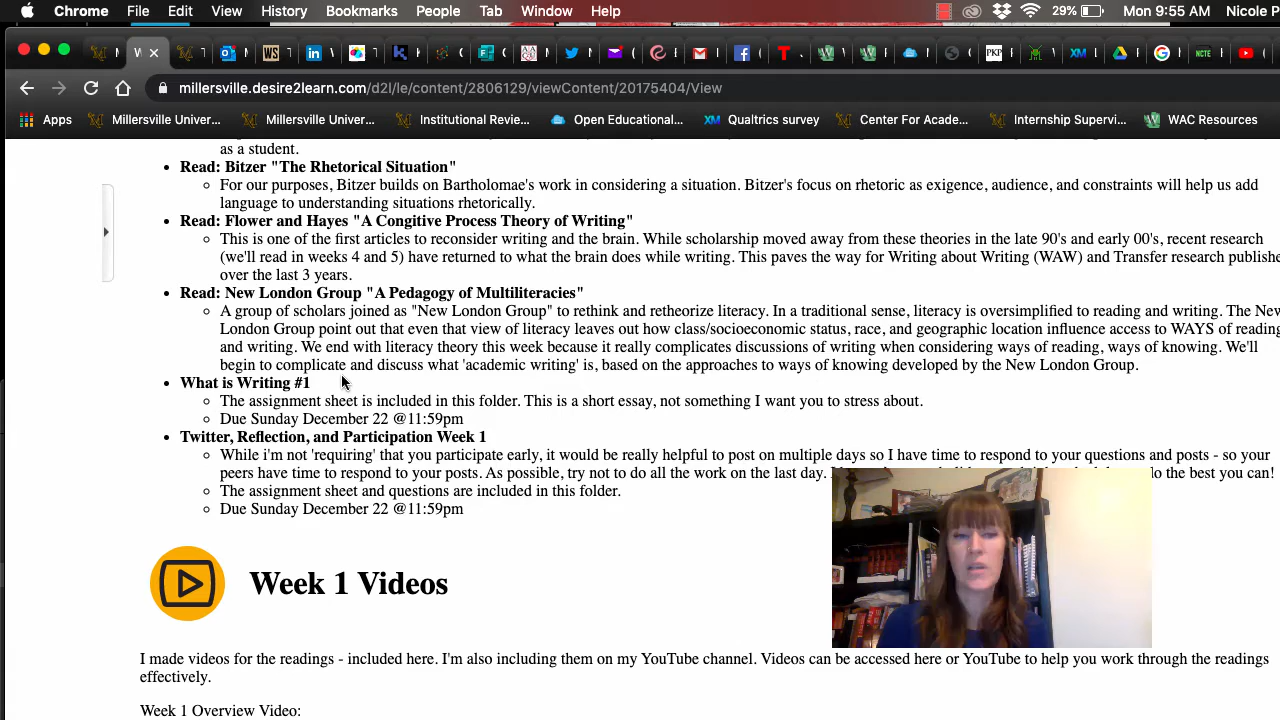 Chrome File Edit View History Bookmarks People Tab Window Help 29% Mon 9:55 AM Nicole P
millersville.desire2learn.com/d2l/le/content/2806129/viewContent/20175404/View
Apps Millersville Univer... Millersville Univer... Institutional Revie... Open Educational... Qualtrics survey Center For Acade... Internship Supervi... WAC Resources
as a student.
Read: Bitzer "The Rhetorical Situation"
For our purposes, Bitzer builds on Bartholomae's work in considering a situation. Bitzer's focus on rhetoric as exigence, audience, and constraints will help us add
language to understanding situations rhetorically.
Read: Flower and Hayes "A Congitive Process Theory of Writing"
This is one of the first articles to reconsider writing and the brain. While scholarship moved away from these theories in the late 90's and early 00's, recent research
(we'll read in weeks 4 and 5) have returned to what the brain does while writing. This paves the way for Writing about Writing (WAW) and Transfer research publishe
over the last 3 years.
Read: New London Group "A Pedagogy of Multiliteracies"
A group of scholars joined as "New London Group" to rethink and retheorize literacy. In a traditional sense, literacy is oversimplified to reading and writing. The New
London Group point out that even that view of literacy leaves out how class/socioeconomic status, race, and geographic location influence access to WAYS of reading
and writing. We end with literacy theory this week because it really complicates discussions of writing when considering ways of reading, ways of knowing. We'll
begin to complicate and discuss what 'academic writing' is, based on the approaches to ways of knowing developed by the New London Group.
What is Writing #1
The assignment sheet is included in this folder. This is a short essay, not something I want you to stress about.
Due Sunday December 22 @11:59pm
Twitter, Reflection, and Participation Week 1
While i'm not 'requiring' that you participate early, it would be really helpful to post on multiple days so I have time to respond to your questions and posts - so your
peers have time to respond to your posts. As possible, try not to do all the work on the last day. do the best you can!
The assignment sheet and questions are included in this folder.
Due Sunday December 22 @11:59pm
Week 1 Videos
I made videos for the readings - included here. I'm also including them on my YouTube channel. Videos can be accessed here or YouTube to help you work through the readings
effectively.
Week 1 Overview Video: